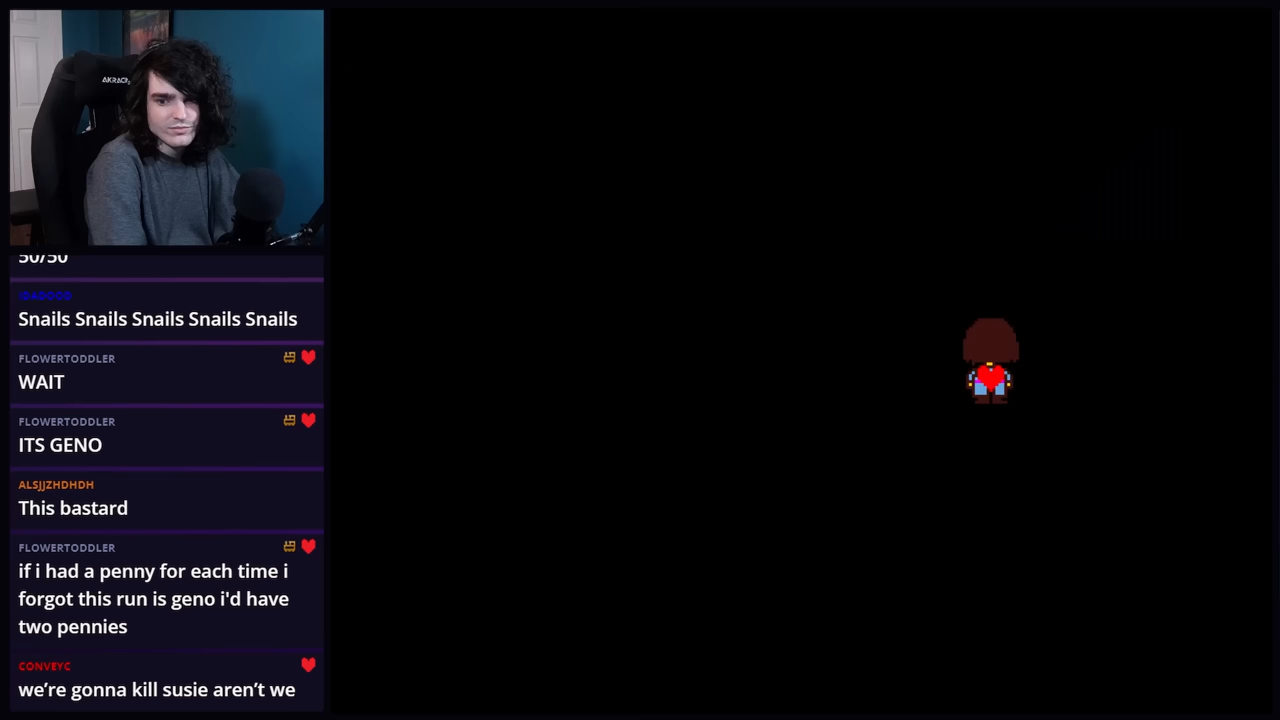 AKRACING
50/50
Snails Snails Snails Snails Snails
FLOWERTODDLER
WAIT
FLOWERTODDLER
ITS GENO
ALSJJZHDHDH
This bastard
FLOWERTODDLER
if i had a penny for each time i
forgot this run is geno i'd have
two pennies
CONVEYC
we’re gonna kill susie aren’t we